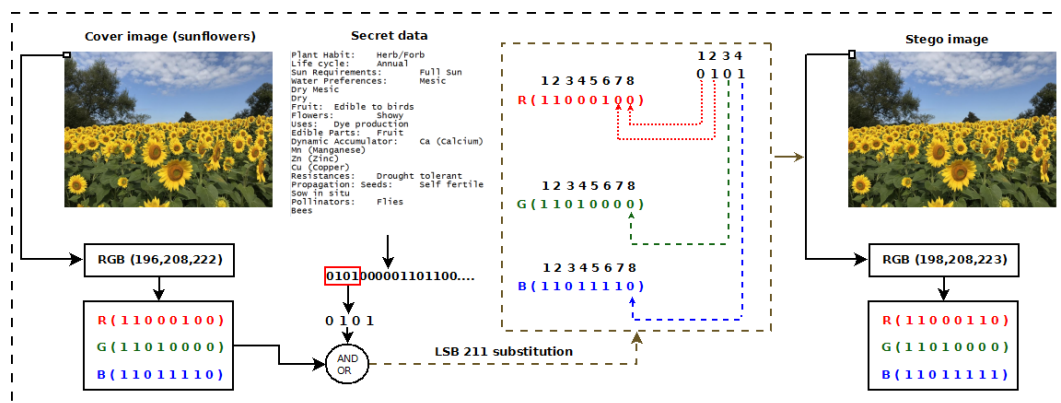 Cover image (sunflowers)
Secret data
Plant Habit: Herb/Forb
Life cycle: Annual
Sun Requirements: Full Sun
Water Preferences: Mesic
Dry Mesic
Dry
Fruit: Edible to birds
Flowers: Showy
Uses: Dye production
Edible Parts: Fruit
Dynamic Accumulator: Ca (Calcium)
Mn (Manganese)
Zn (Zinc)
Cu (Copper)
Resistances: Drought tolerant
Propagation: Seeds: Self fertile
Sow in situ
Pollinators: Flies
Bees
RGB (196,208,222)
R ( 1 1 0 0 0 1 0 0 )
G ( 1 1 0 1 0 0 0 0 )
B ( 1 1 0 1 1 1 1 0 )
0101000001101100....
0 1 0 1
AND
OR
LSB 211 substitution
1 2 3 4
0 1 0 1
1 2 3 4 5 6 7 8
R ( 1 1 0 0 0 1 0 0 )
1 2 3 4 5 6 7 8
G ( 1 1 0 1 0 0 0 0 )
1 2 3 4 5 6 7 8
B ( 1 1 0 1 1 1 1 0 )
Stego image
RGB (198,208,223)
R ( 1 1 0 0 0 1 1 0 )
G ( 1 1 0 1 0 0 0 0 )
B ( 1 1 0 1 1 1 1 1 )